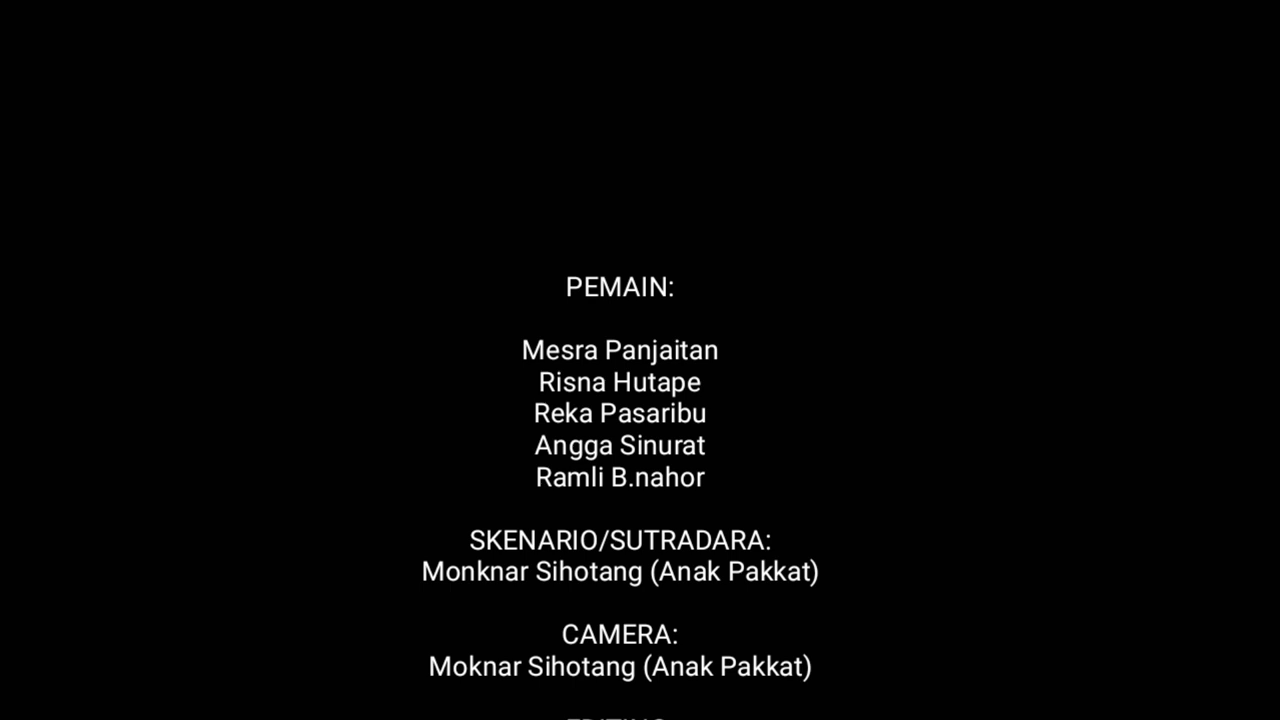 PEMAIN:
Mesra Panjaitan
Risna Hutape
Reka Pasaribu
Angga Sinurat
Ramli B.nahor
SKENARIO/SUTRADARA:
Monknar Sihotang (Anak Pakkat)
CAMERA:
Moknar Sihotang (Anak Pakkat)